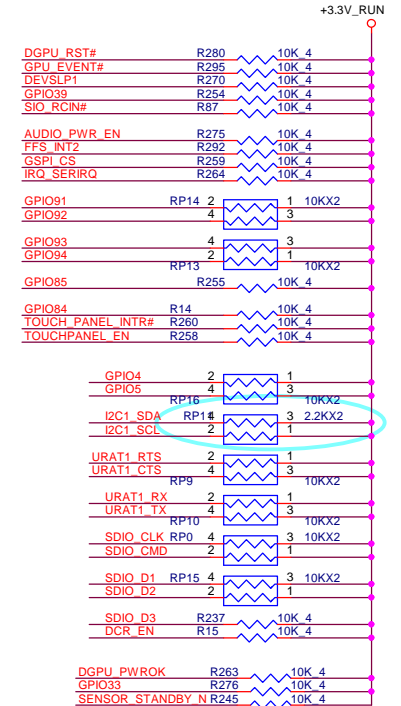 +3.3V_RUN
DGPU_RST# R280 10K_4
GPU_EVENT# R295 10K_4
DEVSLP1 R270 10K_4
GPIO39 R254 10K_4
SIO_RCIN# R87 10K_4
AUDIO_PWR_EN R275 10K_4
FFS_INT2 R292 10K_4
GSPI_CS R259 10K_4
IRQ_SERIRQ R264 10K_4
GPIO91 RP14 2 1 10KX2
GPIO92 4 3
GPIO93 4 3
GPIO94 2 1
RP13 10KX2
GPIO85 R255 10K_4
GPIO84 R14 10K_4
TOUCH_PANEL_INTR# R260 10K_4
TOUCHPANEL_EN R258 10K_4
GPIO4 2 1
GPIO5 4 3
RP16 10KX2
I2C1_SDA RP11 4 3 2.2KX2
I2C1_SCL 2 1
URAT1_RTS 2 1
URAT1_CTS 4 3
RP9 10KX2
URAT1_RX 2 1
URAT1_TX 4 3
RP10 10KX2
SDIO_CLK RP0 4 3 10KX2
SDIO_CMD 2 1
SDIO_D1 RP15 4 3 10KX2
SDIO_D2 2 1
SDIO_D3 R237 10K_4
DCR_EN R15 10K_4
DGPU_PWROK R263 10K_4
GPIO33 R276 10K_4
SENSOR_STANDBY_N R245 10K_4